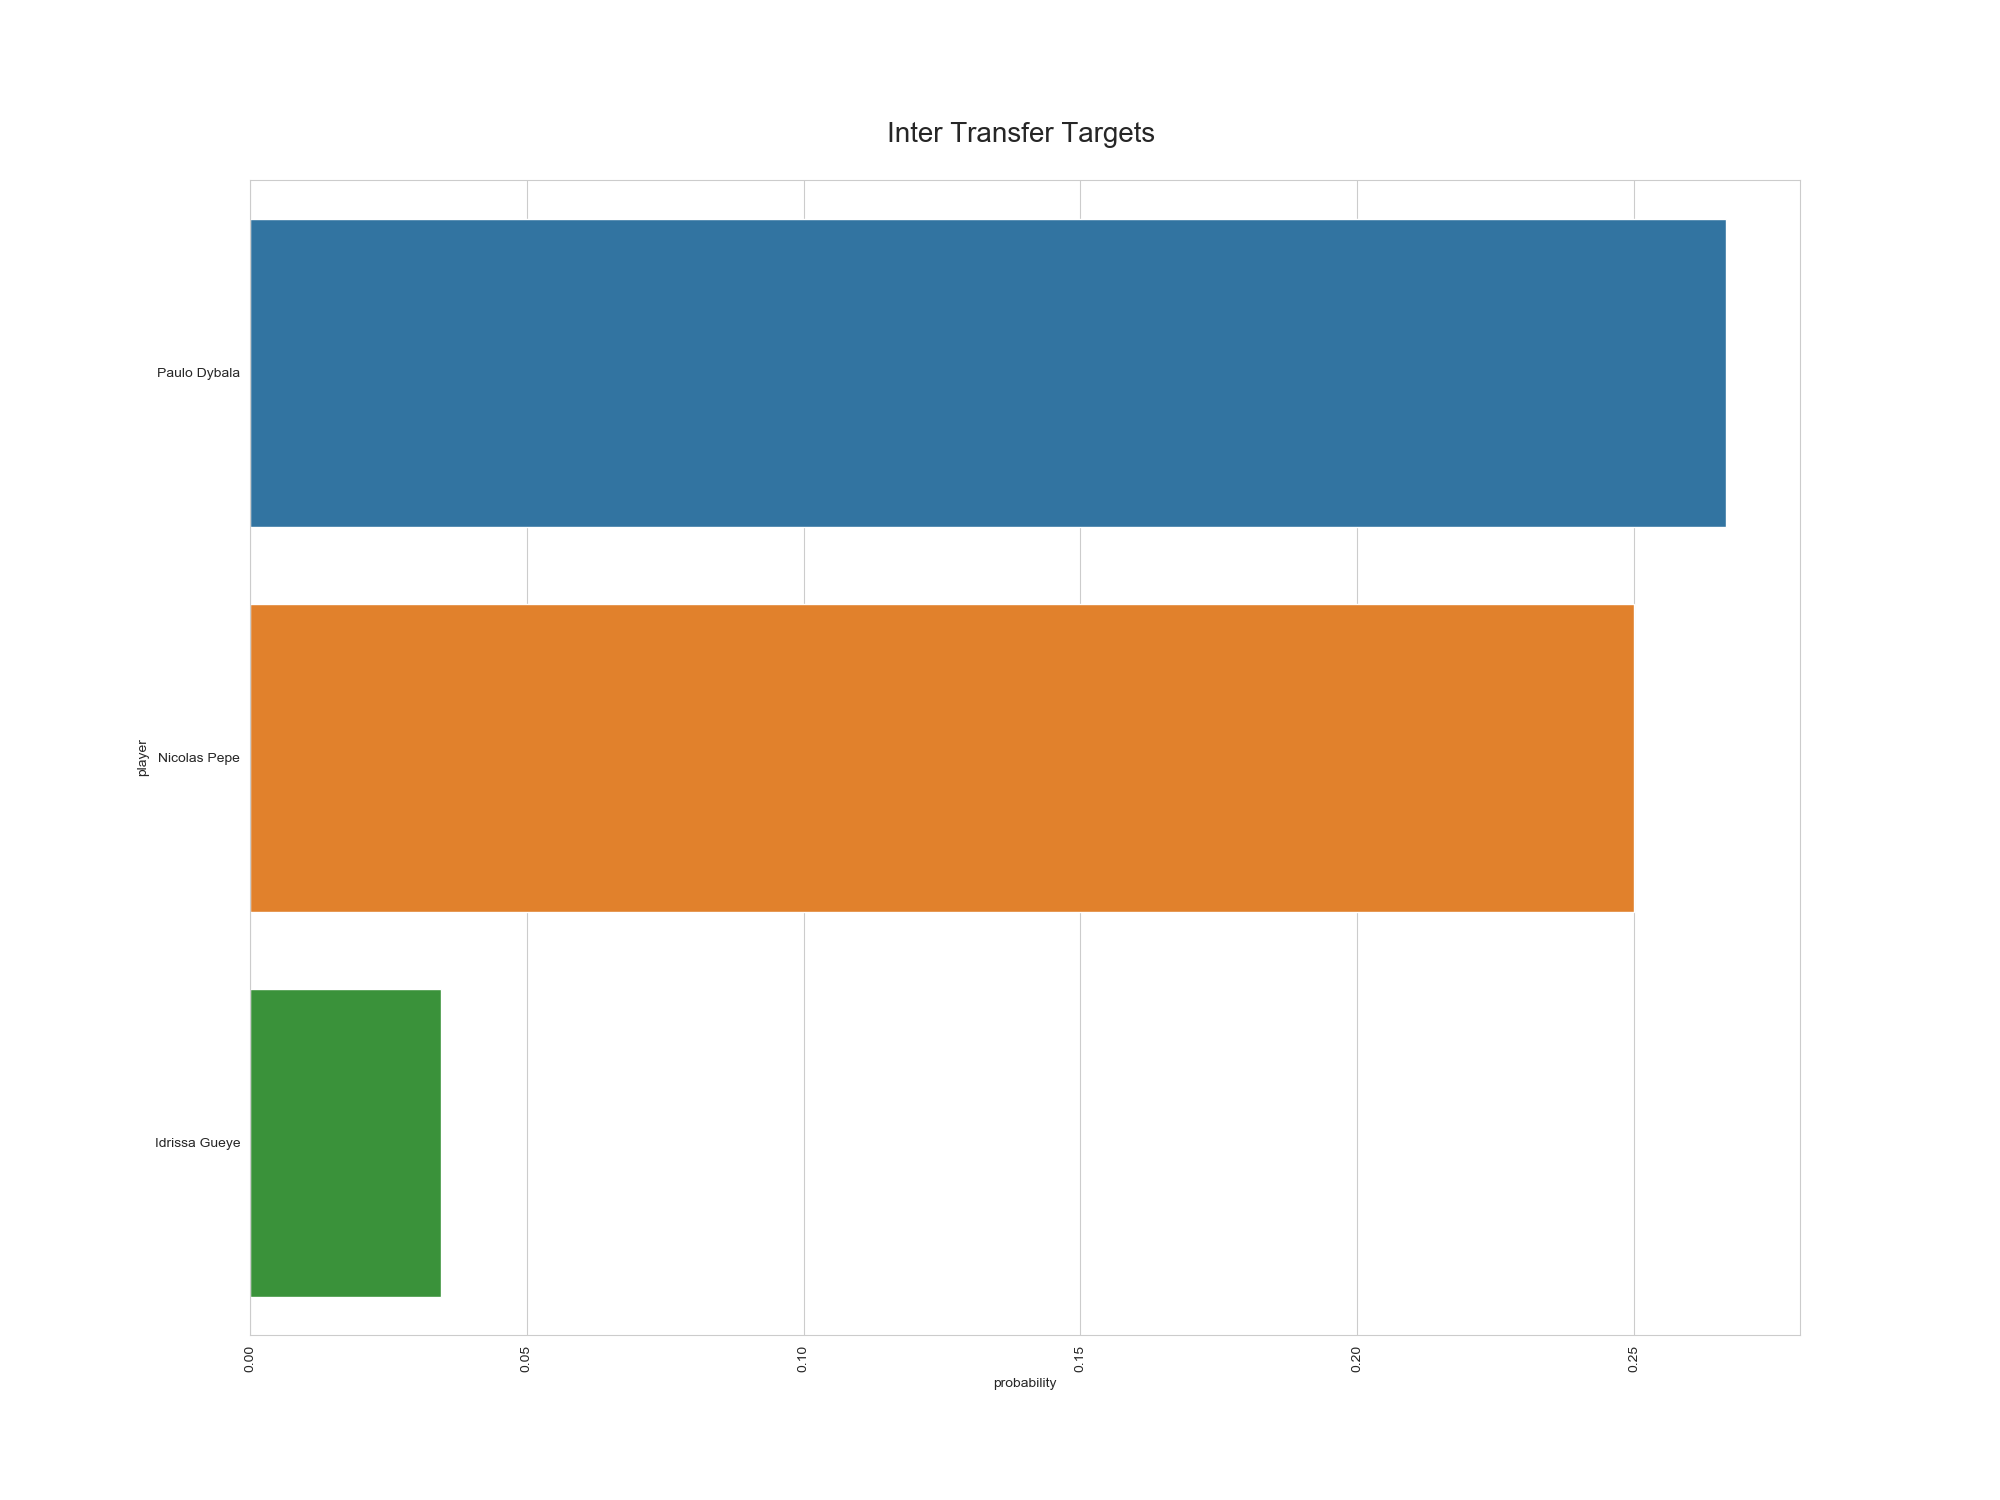 Inter Transfer Targets
Paulo Dybala
Nicolas Pepe
Idrissa Gueye
player
0.00
0.05
0.10
0.15
0.20
0.25
probability